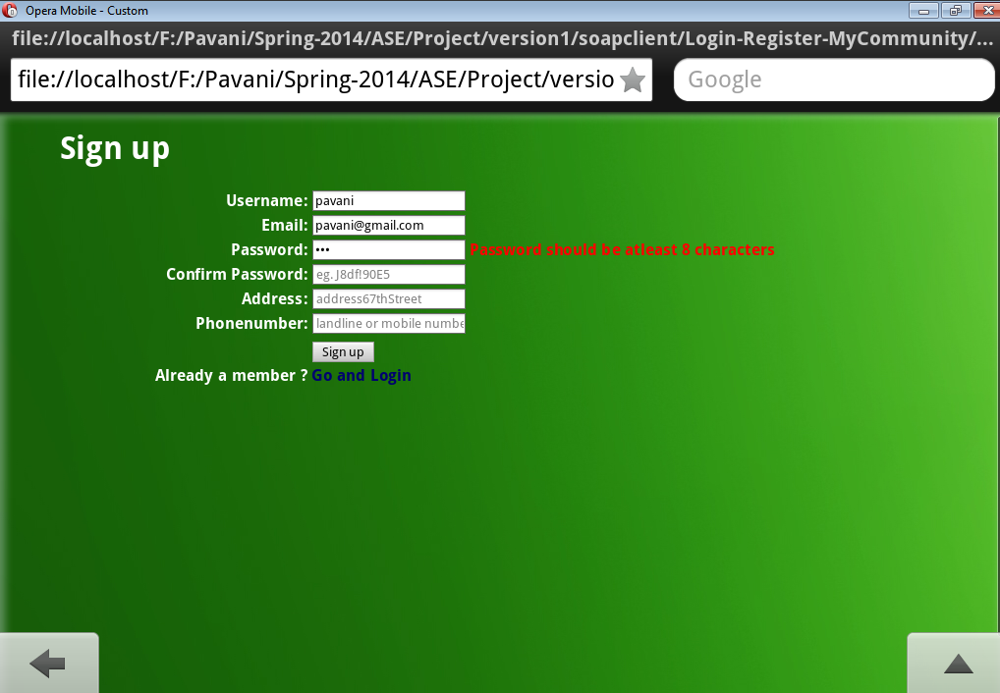 Opera Mobile - Custom
file://localhost/F:/Pavani/Spring-2014/ASE/Project/version1/soapclient/Login-Register-MyCommunity/...
file://localhost/F:/Pavani/Spring-2014/ASE/Project/versio
Google
Sign up
Username: pavani
Email: pavani@gmail.com
Password: ••• Password should be atleast 8 characters
Confirm Password: eg. J8df!90E5
Address: address67thStreet
Phonenumber: landline or mobile numbe
Sign up
Already a member ? Go and Login